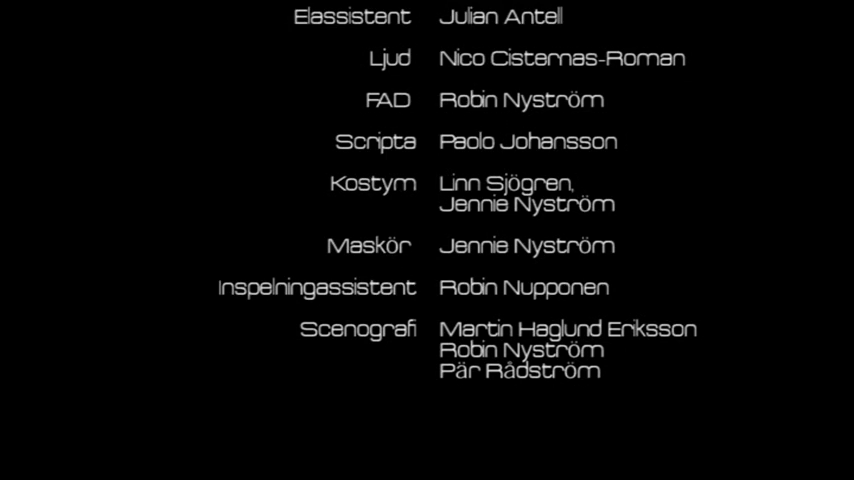 Elassistent Julian Antell
Ljud Nico Cisternas-Roman
FAD Robin Nyström
Scripta Paolo Johansson
Kostym Linn Sjögren,
Jennie Nyström
Maskör Jennie Nyström
Inspelningassistent Robin Nupponen
Scenografi Martin Haglund Eriksson
Robin Nyström
Pär Rådström